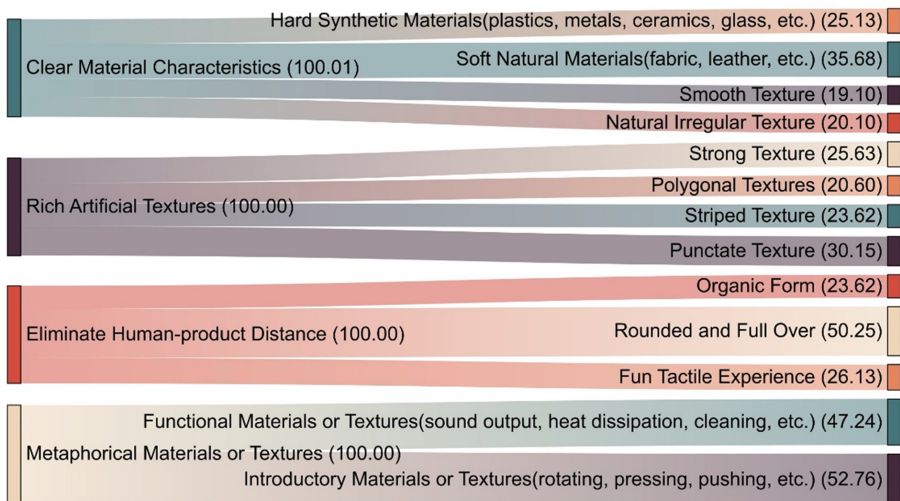 Hard Synthetic Materials(plastics, metals, ceramics, glass, etc.) (25.13)
Clear Material Characteristics (100.01)
Soft Natural Materials(fabric, leather, etc.) (35.68)
Smooth Texture (19.10)
Natural Irregular Texture (20.10)
Strong Texture (25.63)
Polygonal Textures (20.60)
Rich Artificial Textures (100.00)
Striped Texture (23.62)
Punctate Texture (30.15)
Organic Form (23.62)
Eliminate Human-product Distance (100.00)
Rounded and Full Over (50.25)
Fun Tactile Experience (26.13)
Functional Materials or Textures(sound output, heat dissipation, cleaning, etc.) (47.24)
Metaphorical Materials or Textures (100.00)
Introductory Materials or Textures(rotating, pressing, pushing, etc.) (52.76)